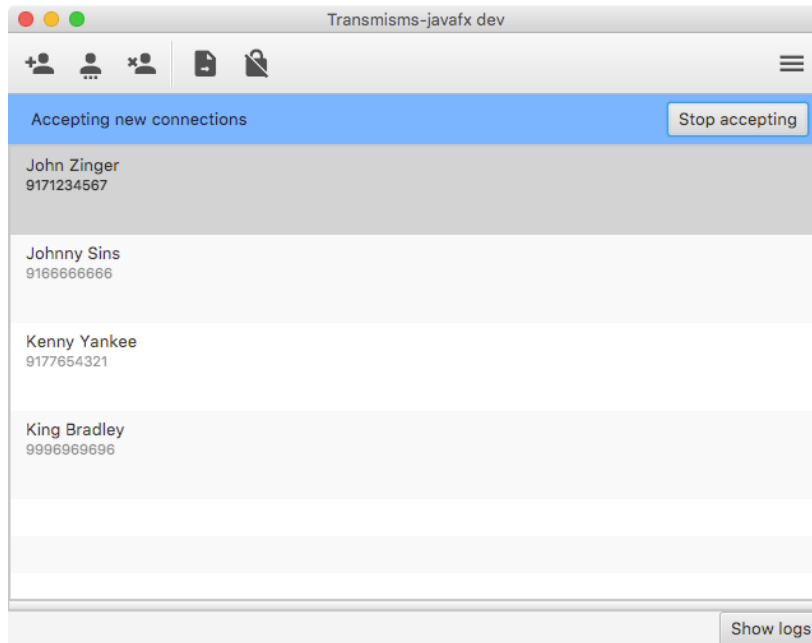 Transmisms-javafx dev
Accepting new connections
Stop accepting
John Zinger
9171234567
Johnny Sins
9166666666
Kenny Yankee
9177654321
King Bradley
9996969696
Show logs